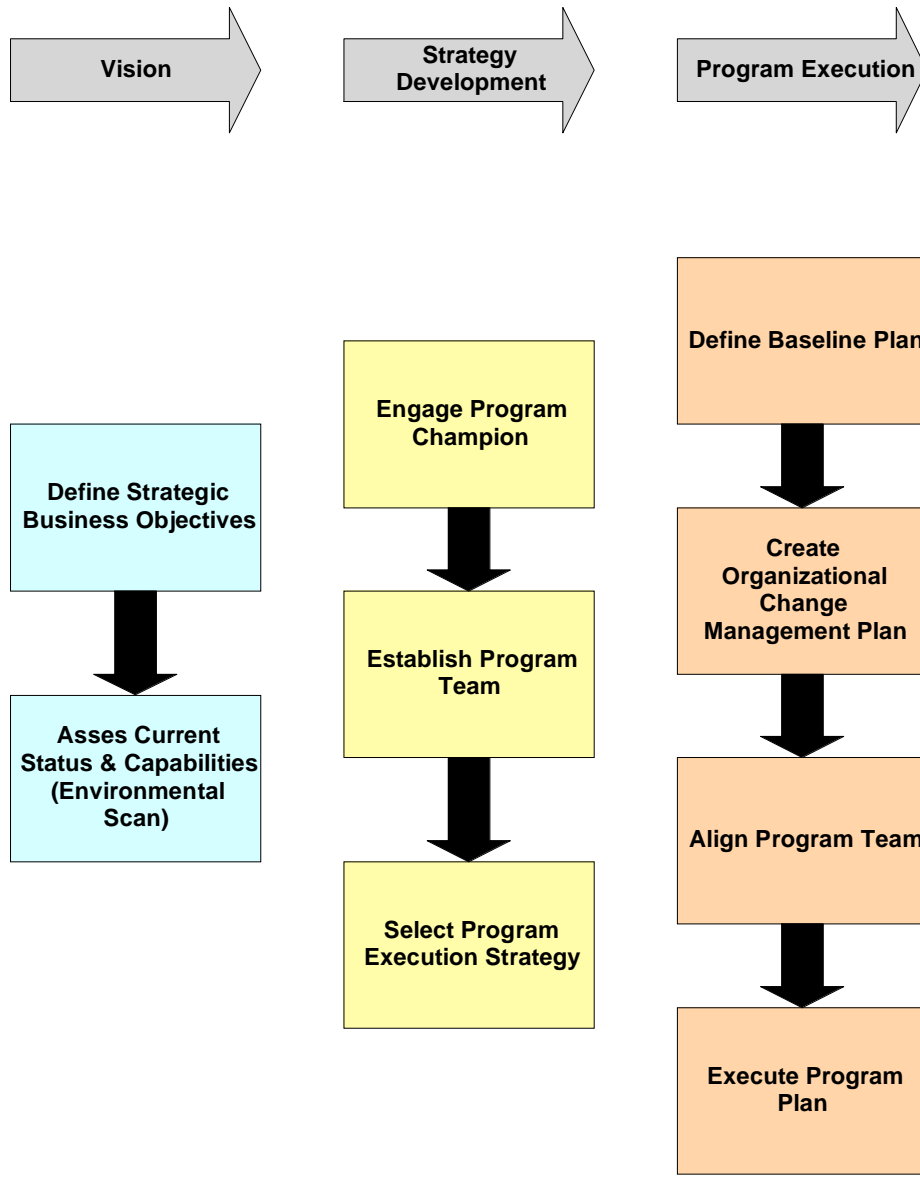 Vision
Strategy
Development
Program Execution
Define Strategic
Business Objectives
Asses Current
Status & Capabilities
(Environmental
Scan)
Engage Program
Champion
Establish Program
Team
Select Program
Execution Strategy
Define Baseline Plan
Create
Organizational
Change
Management Plan
Align Program Team
Execute Program
Plan